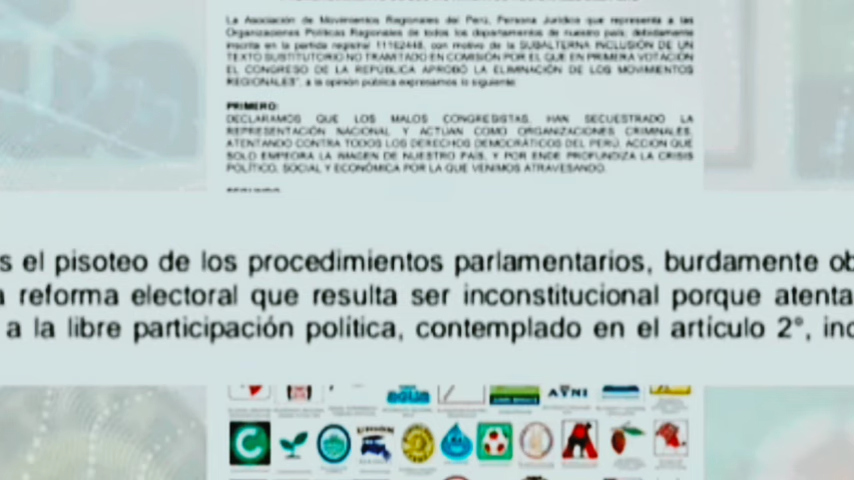 La Asociación de Movimientos Regionales del Perú, Persona Jurídica que representa a las
Organizaciones Políticas Regionales de todos los departamentos de nuestro país; debidamente
inscrita en la partida registral 11162448, con motivo de la SUBALTERNA INCLUSIÓN DE UN
TEXTO SUSTITUTORIO NO TRAMITADO EN COMISIÓN POR EL QUE EN PRIMERA VOTACIÓN
EL CONGRESO DE LA REPÚBLICA APROBÓ LA ELIMINACIÓN DE LOS MOVIMIENTOS
REGIONALES", a la opinión pública expresamos lo siguiente:
PRIMERO:
DECLARAMOS QUE LOS MALOS CONGRESISTAS, HAN SECUESTRADO LA
REPRESENTACIÓN NACIONAL Y ACTÚAN COMO ORGANIZACIONES CRIMINALES,
ATENTANDO CONTRA TODOS LOS DERECHOS DEMOCRÁTICOS DEL PERÚ, ACCIÓN QUE
SOLO EMPEORA LA IMAGEN DE NUESTRO PAÍS, Y POR ENDE PROFUNDIZA LA CRISIS
POLÍTICA, SOCIAL Y ECONÓMICA POR LA QUE VENIMOS ATRAVESANDO.
s el pisoteo de los procedimientos parlamentarios, burdamente ob
a reforma electoral que resulta ser inconstitucional porque atenta
a la libre participación política, contemplado en el artículo 2°, inc
agua
AYNI
UNION